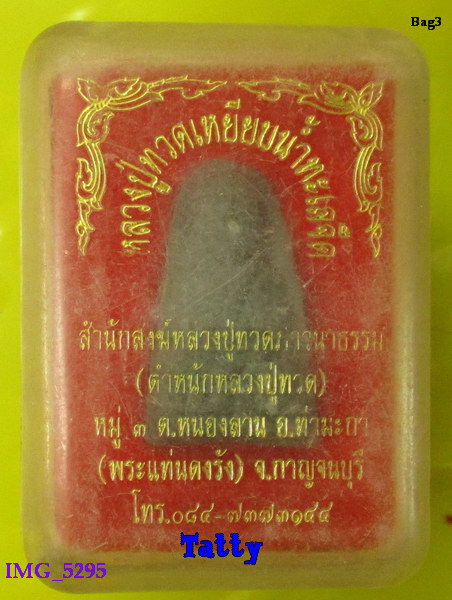 Bag3
หลวงปู่ทวดเหยียบน้ำทะเลจืด
สำนักสงฆ์หลวงปู่ทวดภาวนาธรรม
(ตำหนักหลวงปู่ทวด)
หมู่ ๓ ต.หนองลาน อ.ท่ามะกา
(พระแท่นดงรัง) จ.กาญจนบุรี
โทร.๐๘๔-๗๗๓๗๓๑๔๔
Tatty
IMG_5295